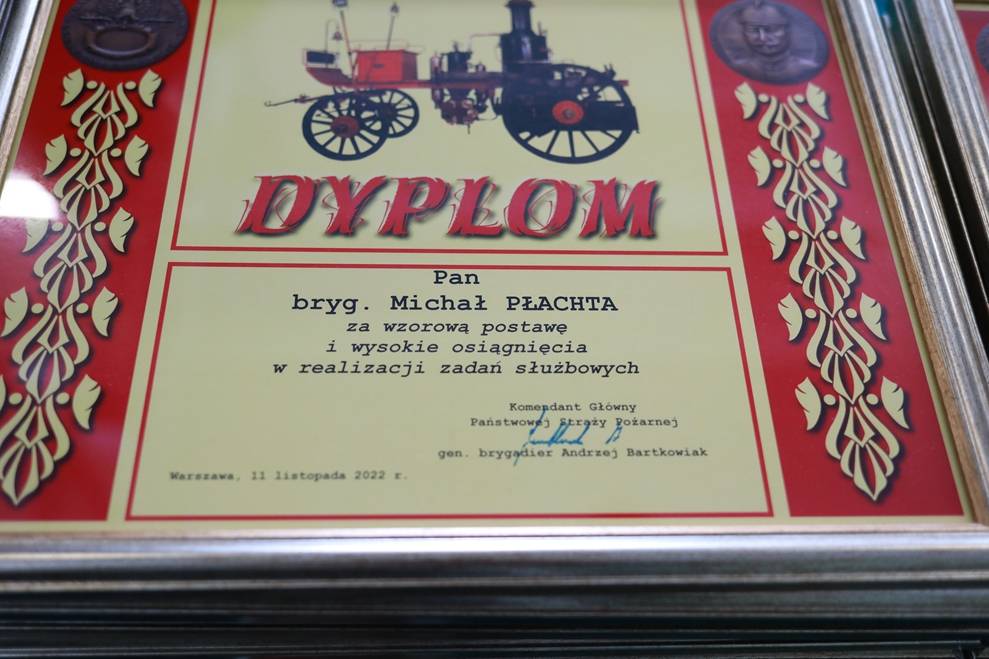 DYPLOM
Pan
bryg. Michał PŁACHTA
za wzorową postawę
i wysokie osiągnięcia
w realizacji zadań służbowych
Komendant Główny
Państwowej Straży Pożarnej
gen. brygadier Andrzej Bartkowiak
Warszawa, 11 listopada 2022 r.